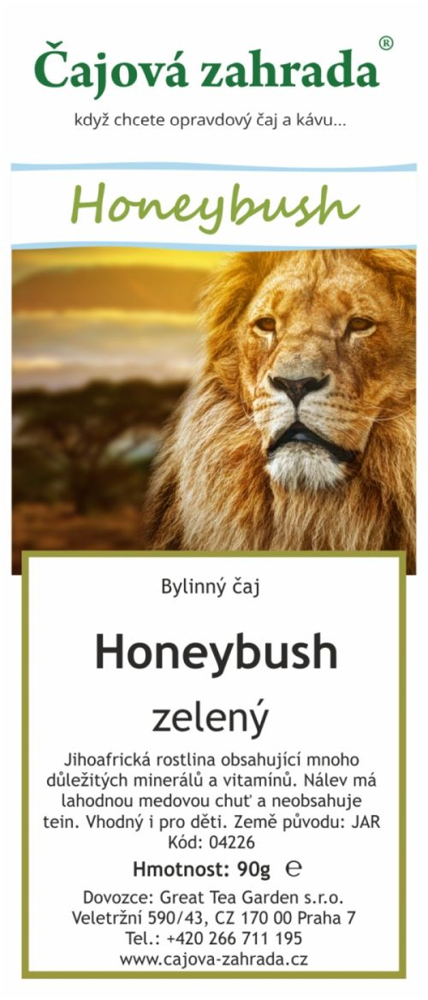 Čajová zahrada®
když chcete opravdový čaj a kávu...
Honeybush
Bylinný čaj
Honeybush
zelený
Jihoafrická rostlina obsahující mnoho
důležitých minerálů a vitamínů. Nálev má
lahodnou medovou chuť a neobsahuje
tein. Vhodný i pro děti. Země původu: JAR
Kód: 04226
Hmotnost: 90g ℮
Dovozce: Great Tea Garden s.r.o.
Veletržní 590/43, CZ 170 00 Praha 7
Tel.: +420 266 711 195
www.cajova-zahrada.cz